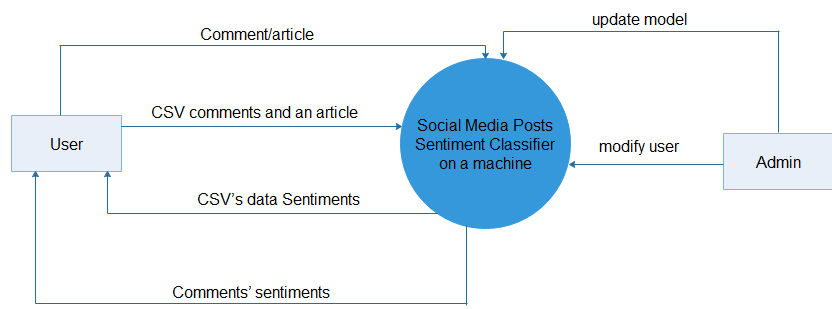 update model
Comment/article
CSV comments and an article
Social Media Posts
Sentiment Classifier
on a machine
User
modify user
Admin
CSV's data Sentiments
Comments' sentiments